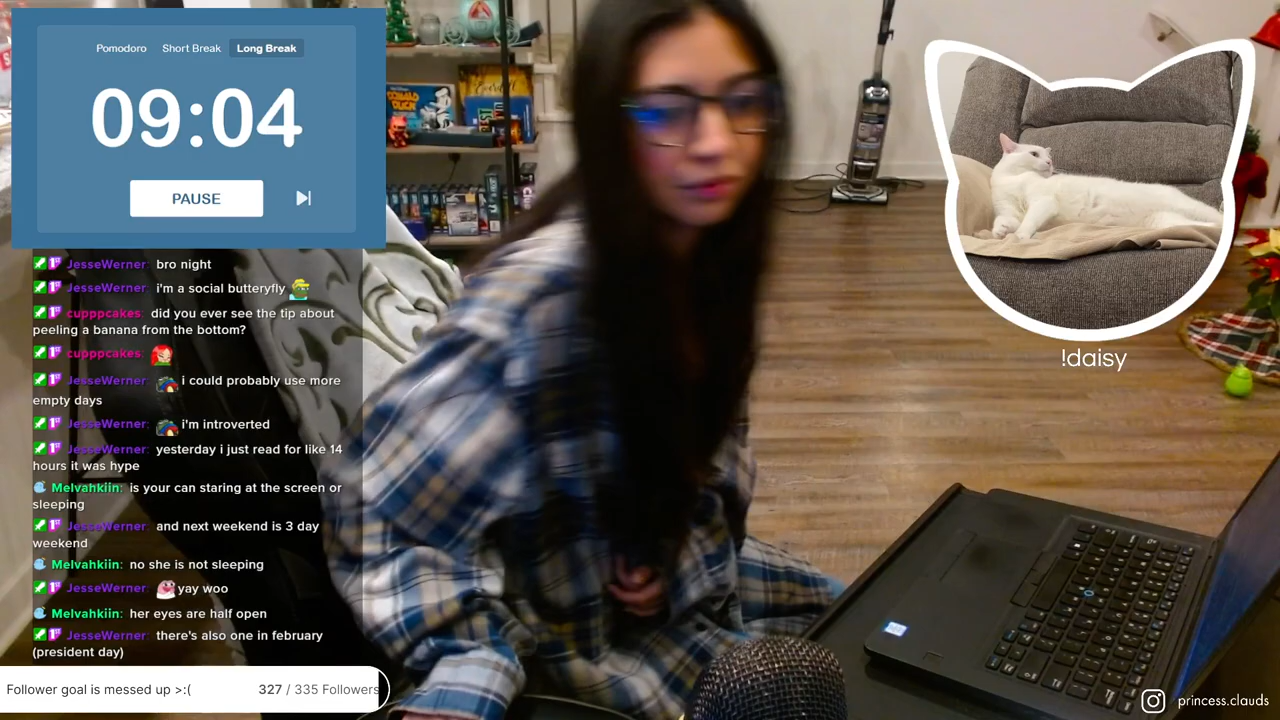 Pomodoro Short Break Long Break
09:04
PAUSE
JesseWerner: bro night
JesseWerner: i'm a social butteryfly
cupppcakes: did you ever see the tip about
peeling a banana from the bottom?
cupppcakes:
JesseWerner: i could probably use more
empty days
JesseWerner: i'm introverted
JesseWerner: yesterday i just read for like 14
hours it was hype
Melvahkiin: is your can staring at the screen or
sleeping
JesseWerner: and next weekend is 3 day
weekend
Melvahkiin: no she is not sleeping
JesseWerner: yay woo
Melvahkiin: her eyes are half open
JesseWerner: there's also one in february
(president day)
Follower goal is messed up >:( 327 / 335 Followers
DONALD
DUCK
!daisy
princess.clauds